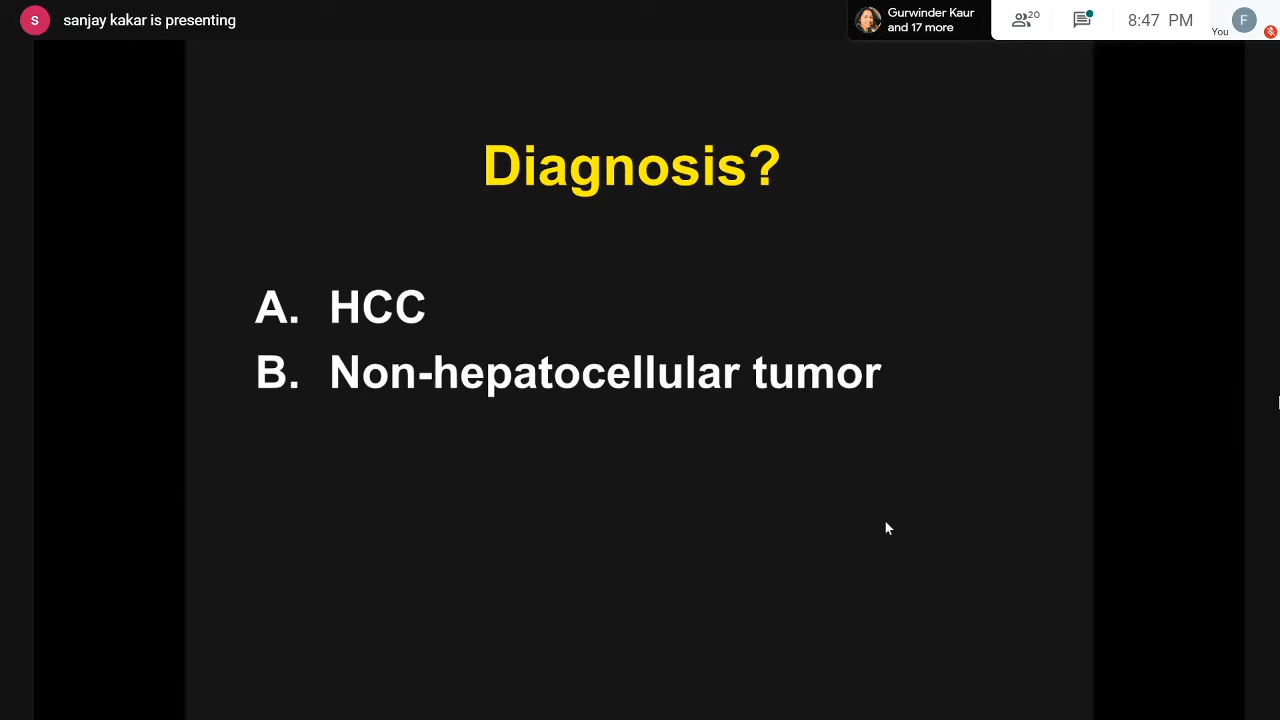 S sanjay kakar is presenting
Gurwinder Kaur
and 17 more
20
8:47 PM
You
F
Diagnosis?
A. HCC
B. Non-hepatocellular tumor